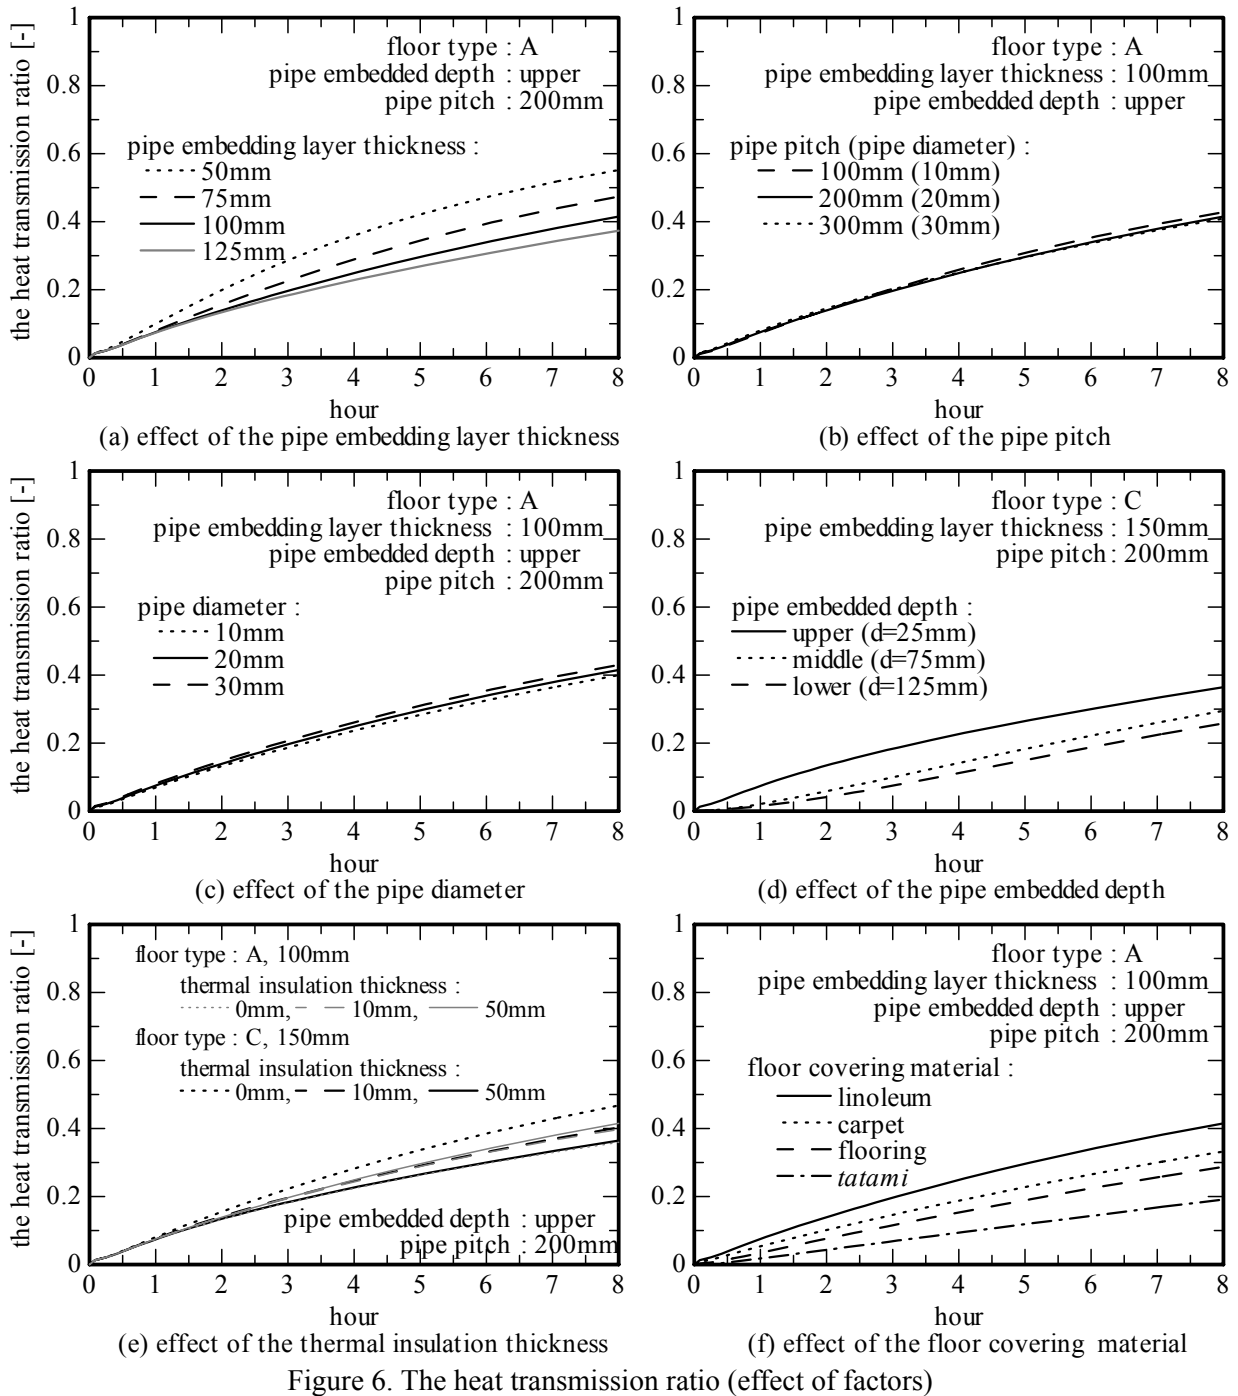 the heat transmission ratio [-]
1
0.8
0.6
0.4
0.2
0
floor type : A
pipe embedded depth : upper
pipe pitch : 200mm
pipe embedding layer thickness :
50mm
75mm
100mm
125mm
0 1 2 3 4 5 6 7 8
hour
(a) effect of the pipe embedding layer thickness
1
0.8
0.6
0.4
0.2
0
floor type : A
pipe embedding layer thickness : 100mm
pipe embedded depth : upper
pipe pitch (pipe diameter) :
100mm (10mm)
200mm (20mm)
300mm (30mm)
0 1 2 3 4 5 6 7 8
hour
(b) effect of the pipe pitch
the heat transmission ratio [-]
1
0.8
0.6
0.4
0.2
0
floor type : A
pipe embedding layer thickness : 100mm
pipe embedded depth : upper
pipe pitch : 200mm
pipe diameter :
10mm
20mm
30mm
0 1 2 3 4 5 6 7 8
hour
(c) effect of the pipe diameter
1
0.8
0.6
0.4
0.2
0
floor type : C
pipe embedding layer thickness : 150mm
pipe pitch : 200mm
pipe embedded depth :
upper (d=25mm)
middle (d=75mm)
lower (d=125mm)
0 1 2 3 4 5 6 7 8
hour
(d) effect of the pipe embedded depth
the heat transmission ratio [-]
1
0.8
0.6
0.4
0.2
0
floor type : A, 100mm
thermal insulation thickness :
0mm, 10mm, 50mm
floor type : C, 150mm
thermal insulation thickness :
0mm, 10mm, 50mm
pipe embedded depth : upper
pipe pitch : 200mm
0 1 2 3 4 5 6 7 8
hour
(e) effect of the thermal insulation thickness
1
0.8
0.6
0.4
0.2
0
floor type : A
pipe embedding layer thickness : 100mm
pipe embedded depth : upper
pipe pitch : 200mm
floor covering material :
linoleum
carpet
flooring
tatami
0 1 2 3 4 5 6 7 8
hour
(f) effect of the floor covering material
Figure 6. The heat transmission ratio (effect of factors)